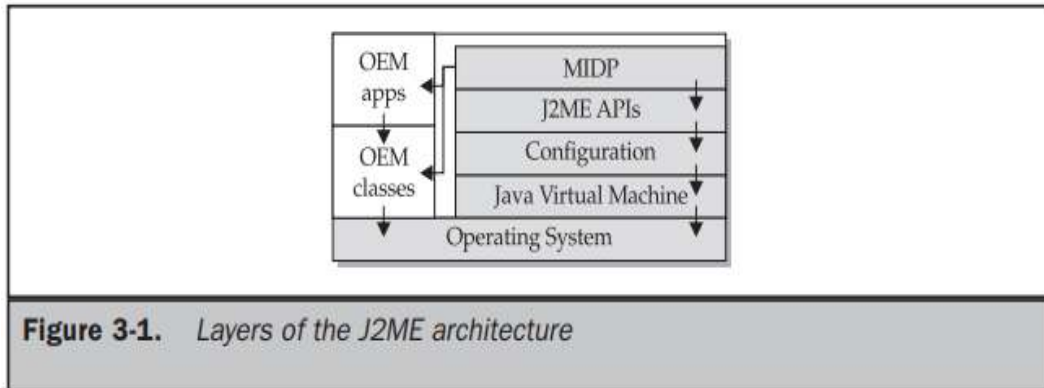 OEM
apps
OEM
classes
MIDP
J2ME APIs
Configuration
Java Virtual Machine
Operating System
Figure 3-1. Layers of the J2ME architecture